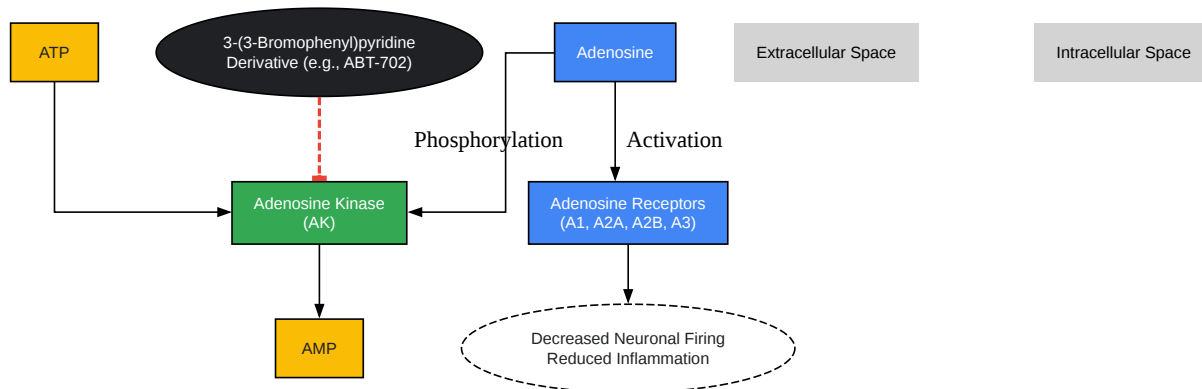 ATP
3-(3-Bromophenyl)pyridine
Derivative (e.g., ABT-702)
Adenosine
Extracellular Space
Intracellular Space
Phosphorylation
Activation
Adenosine Kinase
(AK)
Adenosine Receptors
(A1, A2A, A2B, A3)
AMP
Decreased Neuronal Firing
Reduced Inflammation